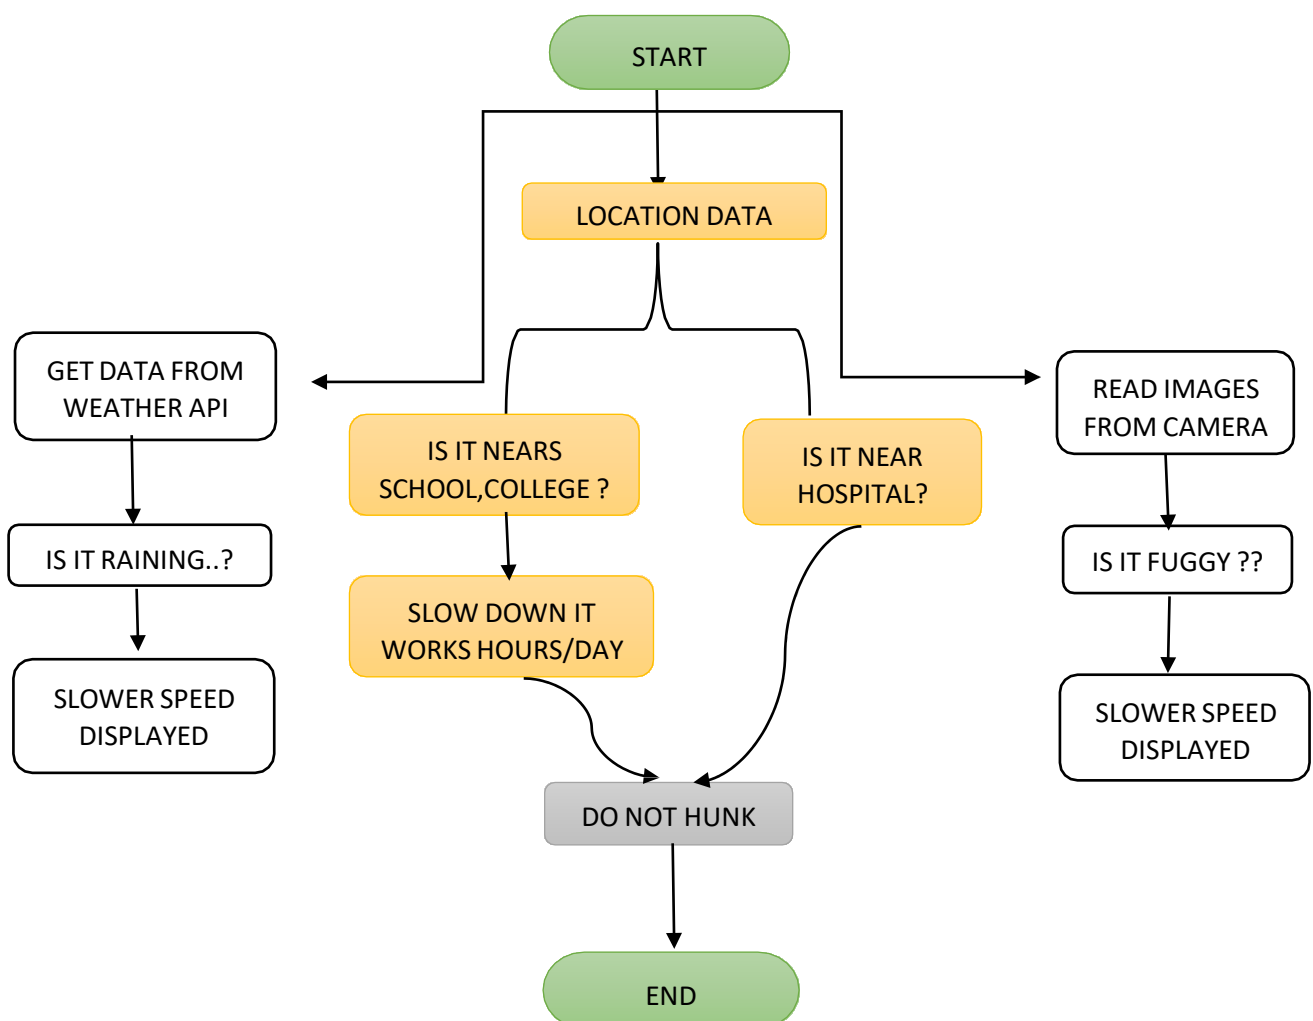 START
LOCATION DATA
GET DATA FROM
WEATHER API
IS IT RAINING..?
SLOWER SPEED
DISPLAYED
IS IT NEARS
SCHOOL,COLLEGE ?
SLOW DOWN IT
WORKS HOURS/DAY
IS IT NEAR
HOSPITAL?
READ IMAGES
FROM CAMERA
IS IT FUGGY ??
SLOWER SPEED
DISPLAYED
DO NOT HUNK
END